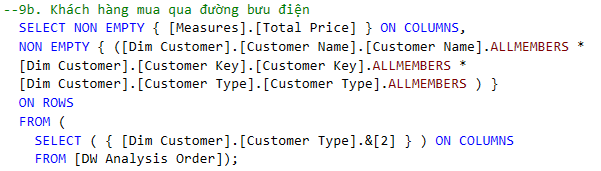 --9b. Khách hàng mua qua đường bưu điện
SELECT NON EMPTY { [Measures].[Total Price] } ON COLUMNS,
NON EMPTY { ([Dim Customer].[Customer Name].[Customer Name].ALLMEMBERS *
[Dim Customer].[Customer Key].[Customer Key].ALLMEMBERS *
[Dim Customer].[Customer Type].[Customer Type].ALLMEMBERS ) }
ON ROWS
FROM (
SELECT ( { [Dim Customer].[Customer Type].&[2] } ) ON COLUMNS
FROM [DW Analysis Order]);